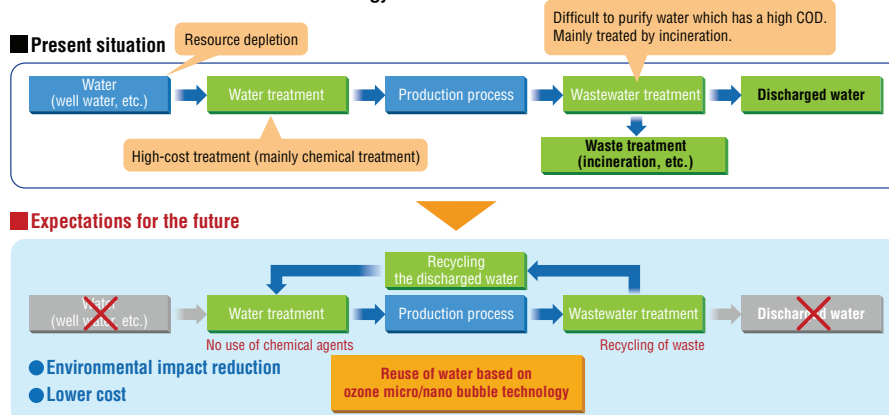 gy
Difficult to purify water which has a high COD.
Mainly treated by incineration.
Present situation
Resource depletion
Water
(well water, etc.)
Water treatment
Production process
Wastewater treatment
Discharged water
High-cost treatment (mainly chemical treatment)
Waste treatment
(incineration, etc.)
Expectations for the future
Recycling
the discharged water
Water
(well water, etc.)
Water treatment
Production process
Wastewater treatment
Discharged water
No use of chemical agents
Recycling of waste
Environmental impact reduction
Lower cost
Reuse of water based on
ozone micro/nano bubble technology